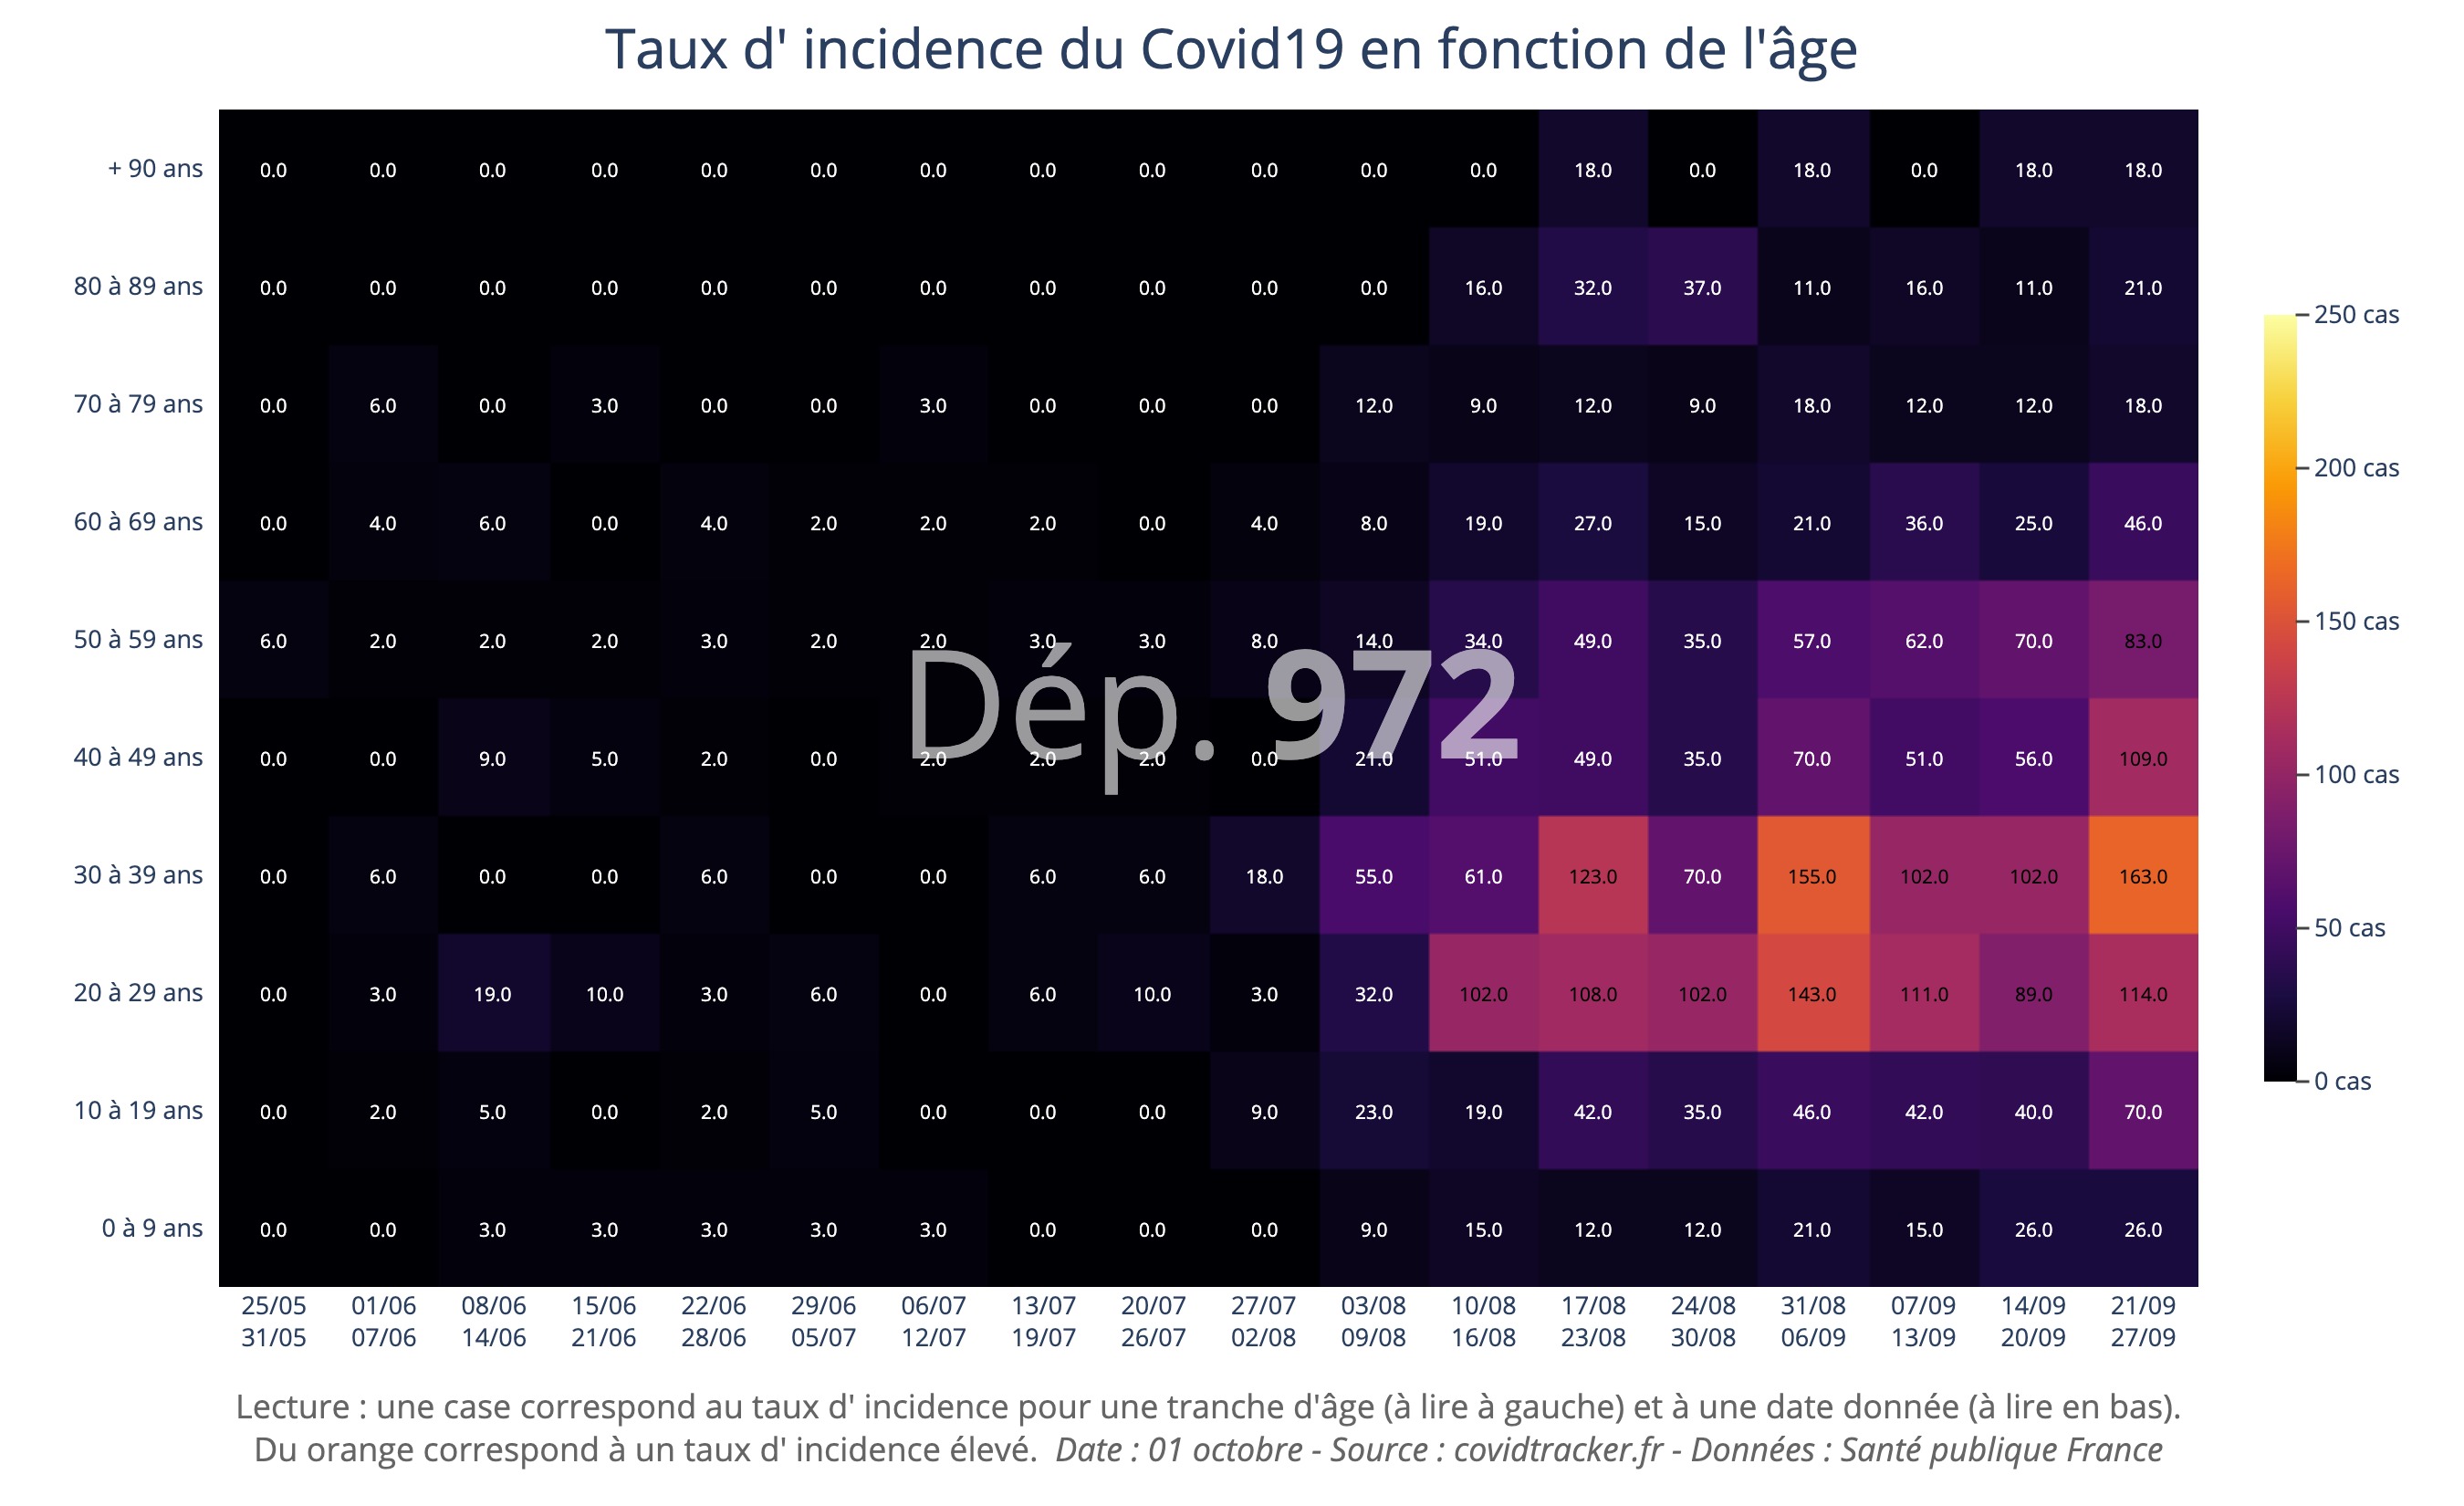 Taux d' incidence du Covid19 en fonction de l'âge
+ 90 ans 0.0 0.0 0.0 0.0 0.0 0.0 0.0 0.0 0.0 0.0 0.0 0.0 18.0 0.0 18.0 0.0 18.0 18.0
80 à 89 ans 0.0 0.0 0.0 0.0 0.0 0.0 0.0 0.0 0.0 0.0 0.0 16.0 32.0 37.0 11.0 16.0 11.0 21.0
250 cas
70 à 79 ans 0.0 6.0 0.0 3.0 0.0 0.0 3.0 0.0 0.0 0.0 12.0 9.0 12.0 9.0 18.0 12.0 12.0 18.0
200 cas
60 à 69 ans 0.0 4.0 6.0 0.0 4.0 2.0 2.0 2.0 0.0 4.0 8.0 19.0 27.0 15.0 21.0 36.0 25.0 46.0
150 cas
50 à 59 ans 6.0 2.0 2.0 2.0 3.0 2.0 2.0 3.0 3.0 8.0 14.0 34.0 49.0 35.0 57.0 62.0 70.0 83.0
Dép. 972
40 à 49 ans 0.0 0.0 9.0 5.0 2.0 0.0 2.0 2.0 2.0 0.0 21.0 51.0 49.0 35.0 70.0 51.0 56.0 109.0
100 cas
30 à 39 ans 0.0 6.0 0.0 0.0 6.0 0.0 0.0 6.0 6.0 18.0 55.0 61.0 123.0 70.0 155.0 102.0 102.0 163.0
50 cas
20 à 29 ans 0.0 3.0 19.0 10.0 3.0 6.0 0.0 6.0 10.0 3.0 32.0 102.0 108.0 102.0 143.0 111.0 89.0 114.0
0 cas
10 à 19 ans 0.0 2.0 5.0 0.0 2.0 5.0 0.0 0.0 0.0 9.0 23.0 19.0 42.0 35.0 46.0 42.0 40.0 70.0
0 à 9 ans 0.0 0.0 3.0 3.0 3.0 3.0 3.0 0.0 0.0 0.0 9.0 15.0 12.0 12.0 21.0 15.0 26.0 26.0
25/05 01/06 08/06 15/06 22/06 29/06 06/07 13/07 20/07 27/07 03/08 10/08 17/08 24/08 31/08 07/09 14/09 21/09
31/05 07/06 14/06 21/06 28/06 05/07 12/07 19/07 26/07 02/08 09/08 16/08 23/08 30/08 06/09 13/09 20/09 27/09
Lecture : une case correspond au taux d' incidence pour une tranche d'âge (à lire à gauche) et à une date donnée (à lire en bas).
Du orange correspond à un taux d' incidence élevé. Date : 01 octobre - Source : covidtracker.fr - Données : Santé publique France